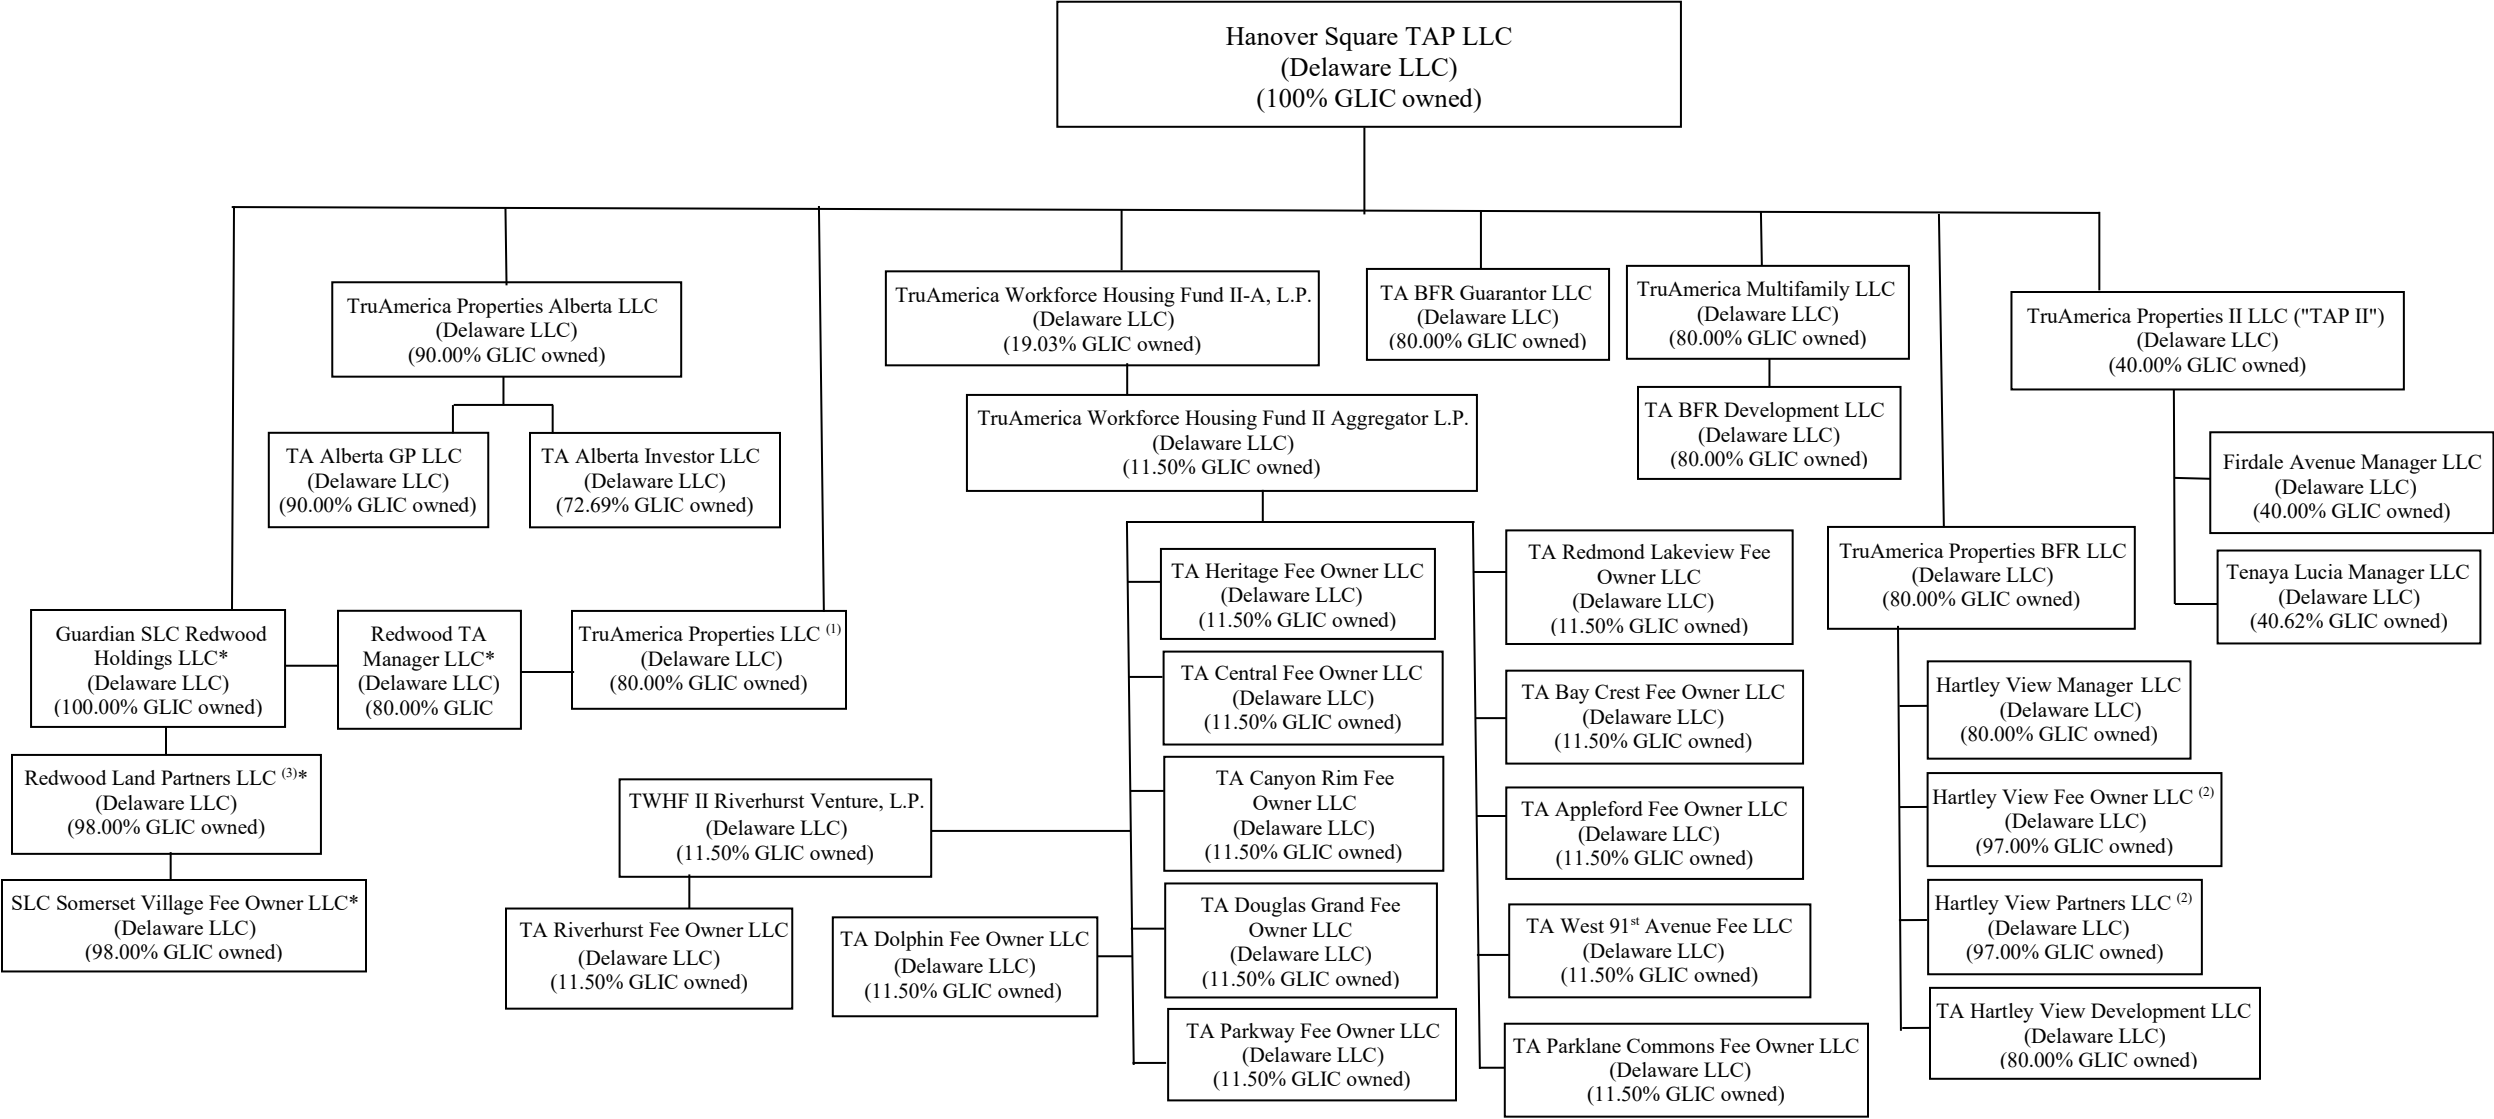 Hanover Square TAP LLC
(Delaware LLC)
(100% GLIC owned)
TruAmerica Properties Alberta LLC
(Delaware LLC)
(90.00% GLIC owned)
TA Alberta GP LLC
(Delaware LLC)
(90.00% GLIC owned)
TA Alberta Investor LLC
(Delaware LLC)
(72.69% GLIC owned)
TruAmerica Workforce Housing Fund II-A, L.P.
(Delaware LLC)
(19.03% GLIC owned)
TruAmerica Workforce Housing Fund II Aggregator L.P.
(Delaware LLC)
(11.50% GLIC owned)
TA BFR Guarantor LLC
(Delaware LLC)
(80.00% GLIC owned)
TruAmerica Multifamily LLC
(Delaware LLC)
(80.00% GLIC owned)
TA BFR Development LLC
(Delaware LLC)
(80.00% GLIC owned)
TruAmerica Properties II LLC ("TAP II")
(Delaware LLC)
(40.00% GLIC owned)
Firdale Avenue Manager LLC
(Delaware LLC)
(40.00% GLIC owned)
Tenaya Lucia Manager LLC
(Delaware LLC)
(40.62% GLIC owned)
Guardian SLC Redwood
Holdings LLC*
(Delaware LLC)
(100.00% GLIC owned)
Redwood TA
Manager LLC*
(Delaware LLC)
(80.00% GLIC
TruAmerica Properties LLC (1)
(Delaware LLC)
(80.00% GLIC owned)
Redwood Land Partners LLC (3)*
(Delaware LLC)
(98.00% GLIC owned)
SLC Somerset Village Fee Owner LLC*
(Delaware LLC)
(98.00% GLIC owned)
TWHF II Riverhurst Venture, L.P.
(Delaware LLC)
(11.50% GLIC owned)
TA Riverhurst Fee Owner LLC
(Delaware LLC)
(11.50% GLIC owned)
TA Dolphin Fee Owner LLC
(Delaware LLC)
(11.50% GLIC owned)
TA Heritage Fee Owner LLC
(Delaware LLC)
(11.50% GLIC owned)
TA Central Fee Owner LLC
(Delaware LLC)
(11.50% GLIC owned)
TA Canyon Rim Fee
Owner LLC
(Delaware LLC)
(11.50% GLIC owned)
TA Douglas Grand Fee
Owner LLC
(Delaware LLC)
(11.50% GLIC owned)
TA Parkway Fee Owner LLC
(Delaware LLC)
(11.50% GLIC owned)
TA Redmond Lakeview Fee
Owner LLC
(Delaware LLC)
(11.50% GLIC owned)
TA Bay Crest Fee Owner LLC
(Delaware LLC)
(11.50% GLIC owned)
TA Appleford Fee Owner LLC
(Delaware LLC)
(11.50% GLIC owned)
TA West 91st Avenue Fee LLC
(Delaware LLC)
(11.50% GLIC owned)
TA Parklane Commons Fee Owner LLC
(Delaware LLC)
(11.50% GLIC owned)
TruAmerica Properties BFR LLC
(Delaware LLC)
(80.00% GLIC owned)
Hartley View Manager LLC
(Delaware LLC)
(80.00% GLIC owned)
Hartley View Fee Owner LLC (2)
(Delaware LLC)
(97.00% GLIC owned)
Hartley View Partners LLC (2)
(Delaware LLC)
(97.00% GLIC owned)
TA Hartley View Development LLC
(Delaware LLC)
(80.00% GLIC owned)